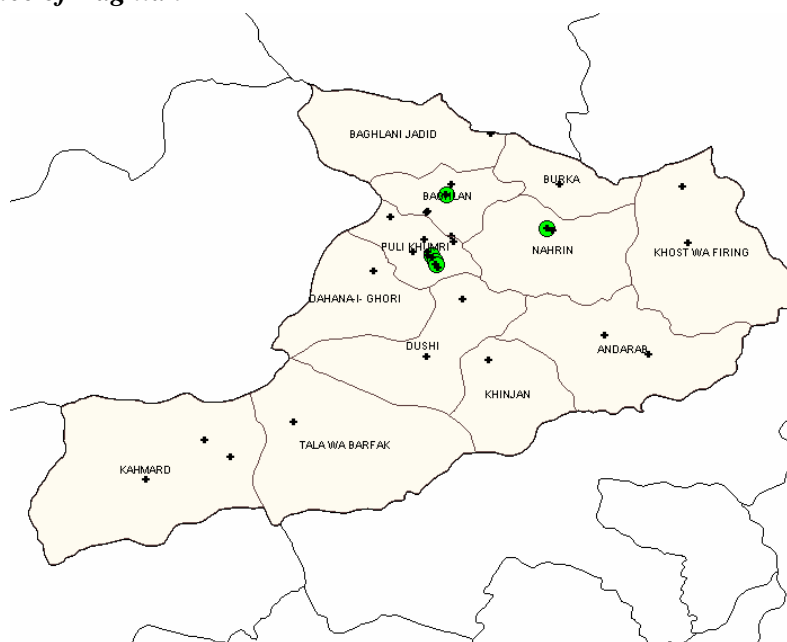 BAGHLANI JADID
BURKA
BAGHLAN
PULI KHUMRI
NAHRIN
KHOST WA FIRING
DAHANA-I- GHORI
DUSHI
ANDARAB
KHINJAN
TALA WA BARFAK
KAHMARD